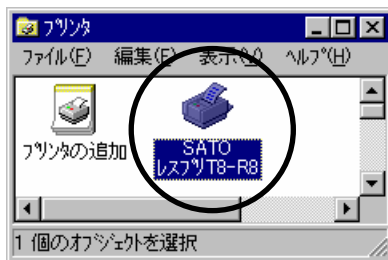 プリンタ
ファイル(F) 編集(E) 表示(V) ヘルプ(H)
プリンタの追加
SATO
レスプリT8-R8
1 個のオブジェクトを選択